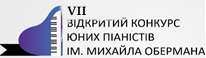 VII
ВІДКРИТИЙ КОНКУРС
ЮНИХ ПІАНІСТІВ
ІМ. МИХАЙЛА ОБЕРМАНА